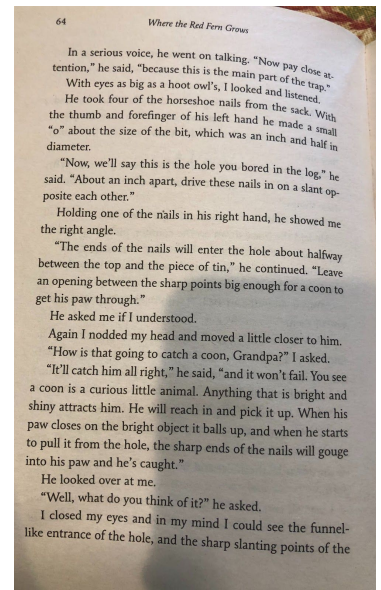 64
Where the Red Fern Grows
In a serious voice, he went on talking. "Now pay close at-
tention," he said, "because this is the main part of the trap."
With eyes as big as a hoot owl's, I looked and listened.
He took four of the horseshoe nails from the sack. With
the thumb and forefinger of his left hand he made a small
"o" about the size of the bit, which was an inch and half in
diameter.
"Now, we'll say this is the hole you bored in the log," he
said. "About an inch apart, drive these nails in on a slant op-
posite each other."
Holding one of the nails in his right hand, he showed me
the right angle.
"The ends of the nails will enter the hole about halfway
between the top and the piece of tin," he continued. "Leave
an opening between the sharp points big enough for a coon to
get his paw through."
He asked me if I understood.
Again I nodded my head and moved a little closer to him.
"How is that going to catch a coon, Grandpa?" I asked.
"It'll catch him all right," he said, "and it won't fail. You see
a coon is a curious little animal. Anything that is bright and
shiny attracts him. He will reach in and pick it up. When his
paw closes on the bright object it balls up, and when he starts
to pull it from the hole, the sharp ends of the nails will gouge
into his paw and he's caught."
He looked over at me.
"Well, what do you think of it?" he asked.
I closed my eyes and in my mind I could see the funnel-
like entrance of the hole, and the sharp slanting points of the